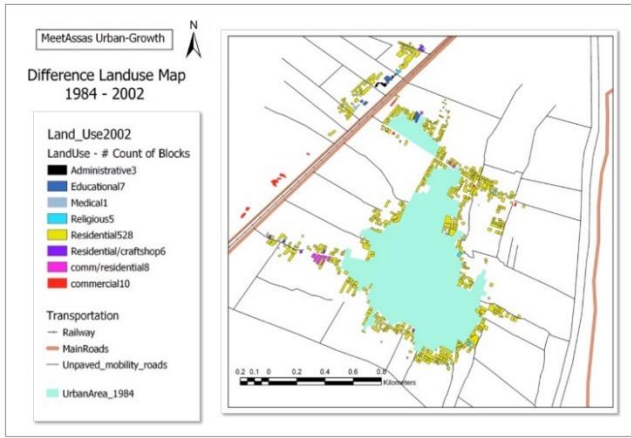 MeetAssas Urban-Growth
N
Difference Landuse Map
1984 - 2002
Land_Use2002
LandUse - # Count of Blocks
Administrative3
Educational7
Medical1
Religious5
Residential528
Residential/craftshop6
comm/residential8
commercial10
Transportation
Railway
MainRoads
Unpaved_mobility_roads
UrbanArea_1984
0.2 0.1 0 0.2 0.4 0.6 0.8
Kilometers